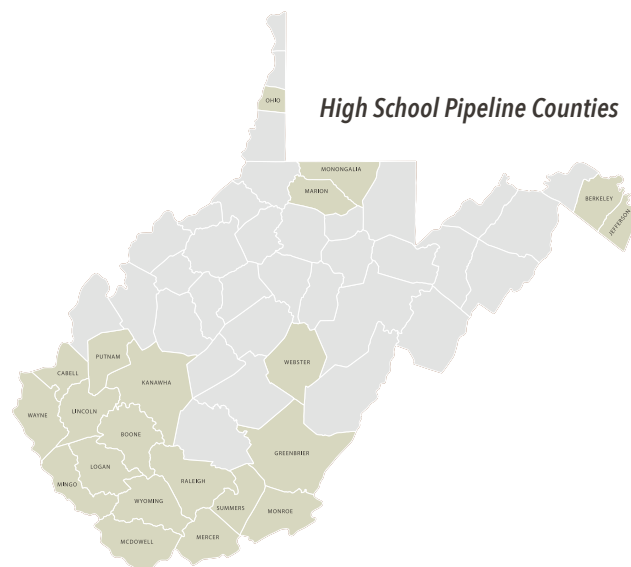 OHIO
High School Pipeline Counties
MONONGALIA
MARION
BERKELEY
JEFFERSON
PUTNAM
WEBSTER
CABELL
KANAWHA
LINCOLN
WAYNE
BOONE
GREENBRIER
LOGAN
RALEIGH
MINGO
WYOMING
SUMMERS
MONROE
MERCER
MCDOWELL